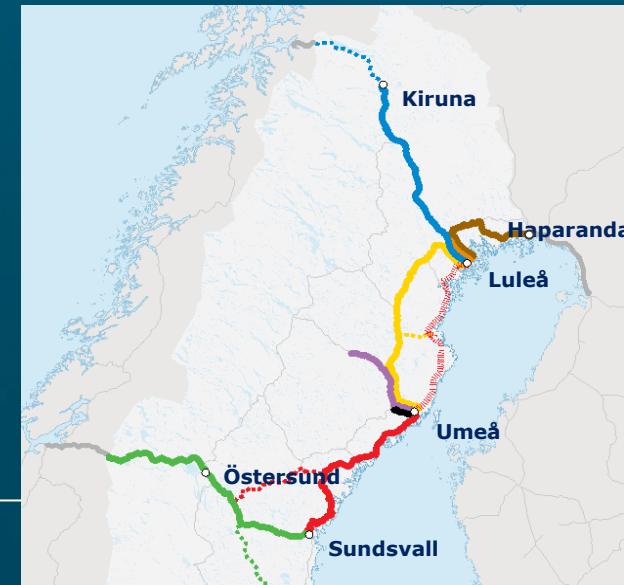 Kiruna
Haparanda
Luleå
Umeå
Östersund
Sundsvall